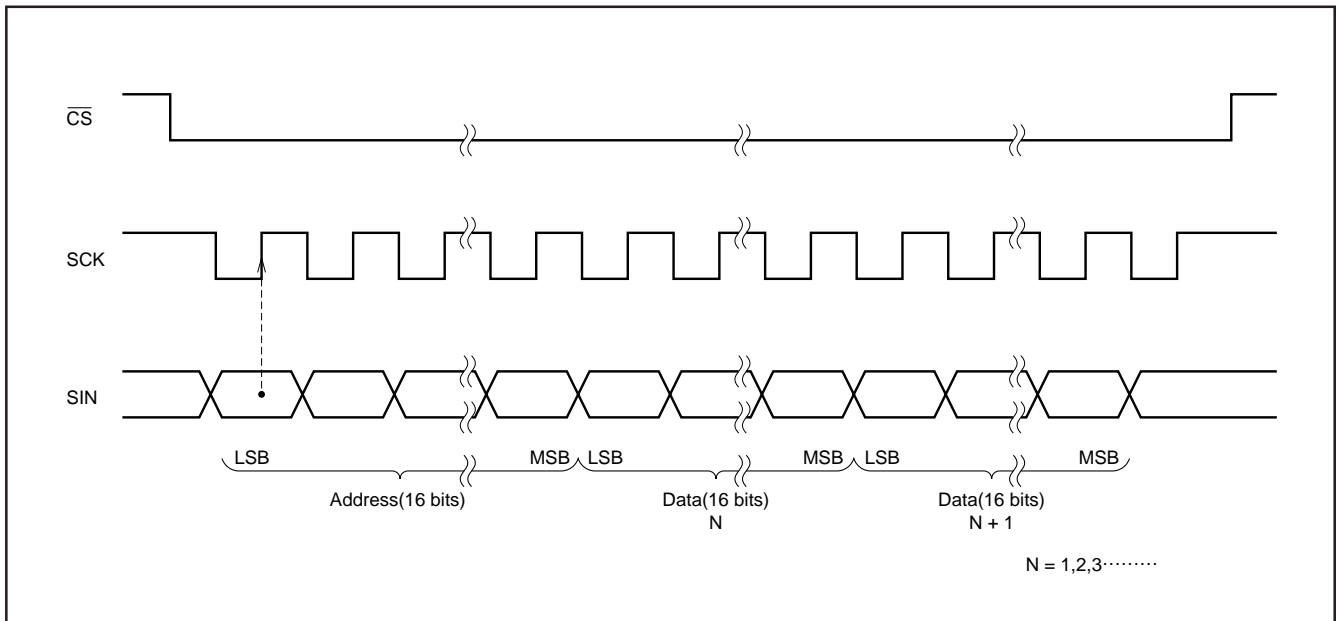 C̅S̅
SCK
SIN
LSB MSB LSB MSB LSB MSB
Address(16 bits) Data(16 bits) Data(16 bits)
N N + 1
N = 1,2,3·········